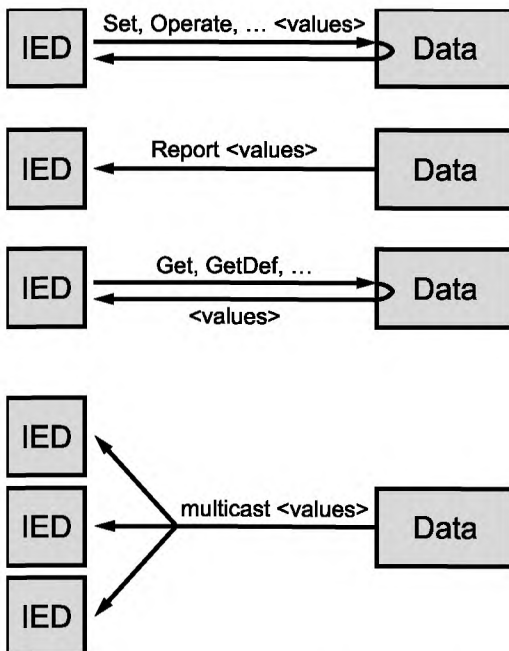 IED
Set, Operate, … <values>
Data
IED
Report <values>
Data
IED
Get, GetDef, …
<values>
Data
IED
IED
multicast <values>
Data
IED